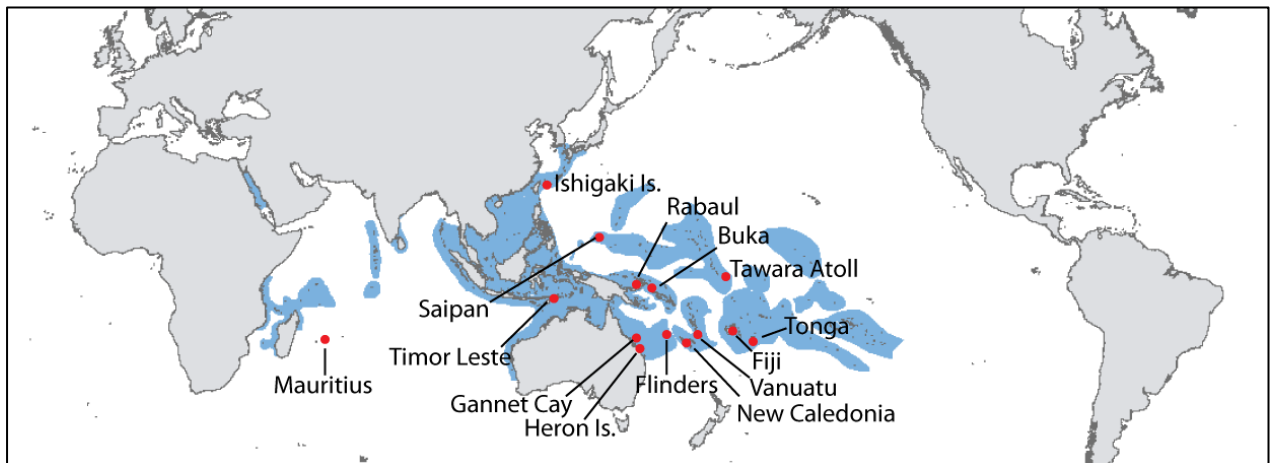 Ishigaki Is.
Rabaul
Buka
Tawara Atoll
Saipan
Tonga
Timor Leste
Fiji
Mauritius
Flinders
Vanuatu
Gannet Cay
New Caledonia
Heron Is.